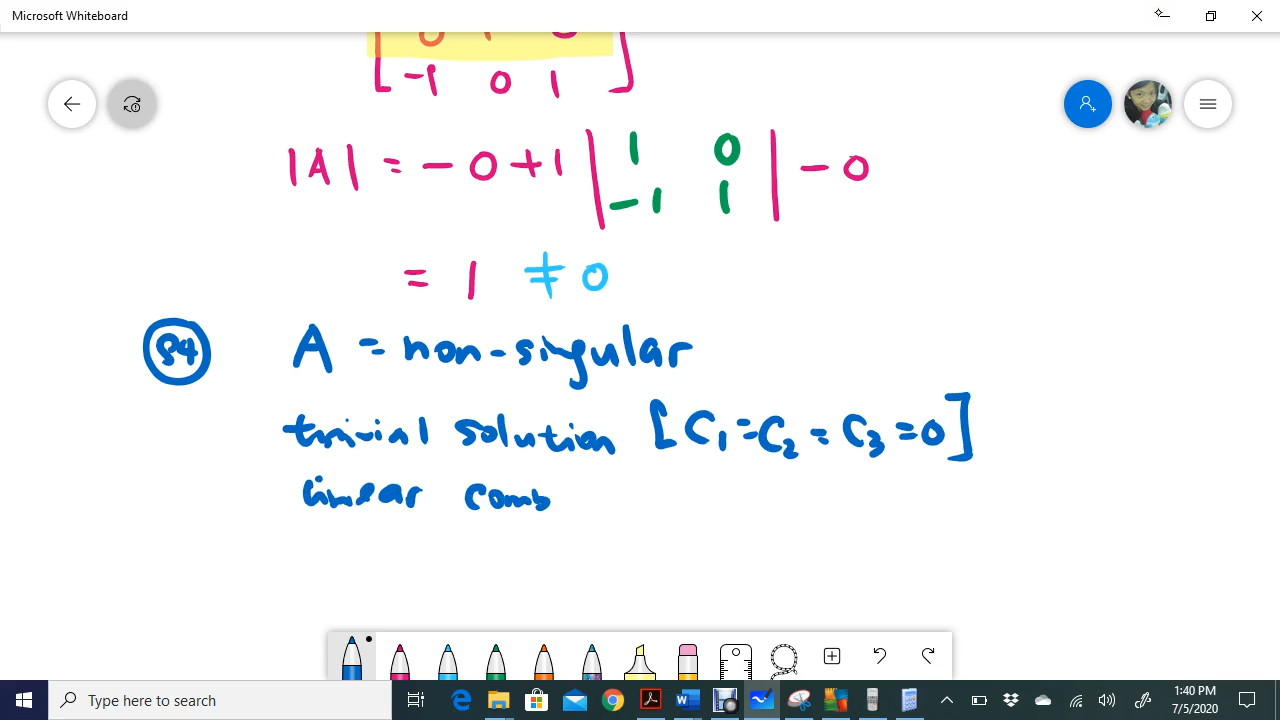 Microsoft Whiteboard
-1 0 1
|A| = - 0 + 1 | 1 0 | - 0
-1 1
= 1 ≠ 0
S4 A = non-singular
trivial solution [C₁=C₂=C₃=0]
linear comb
Type here to search
1:40 PM
7/5/2020